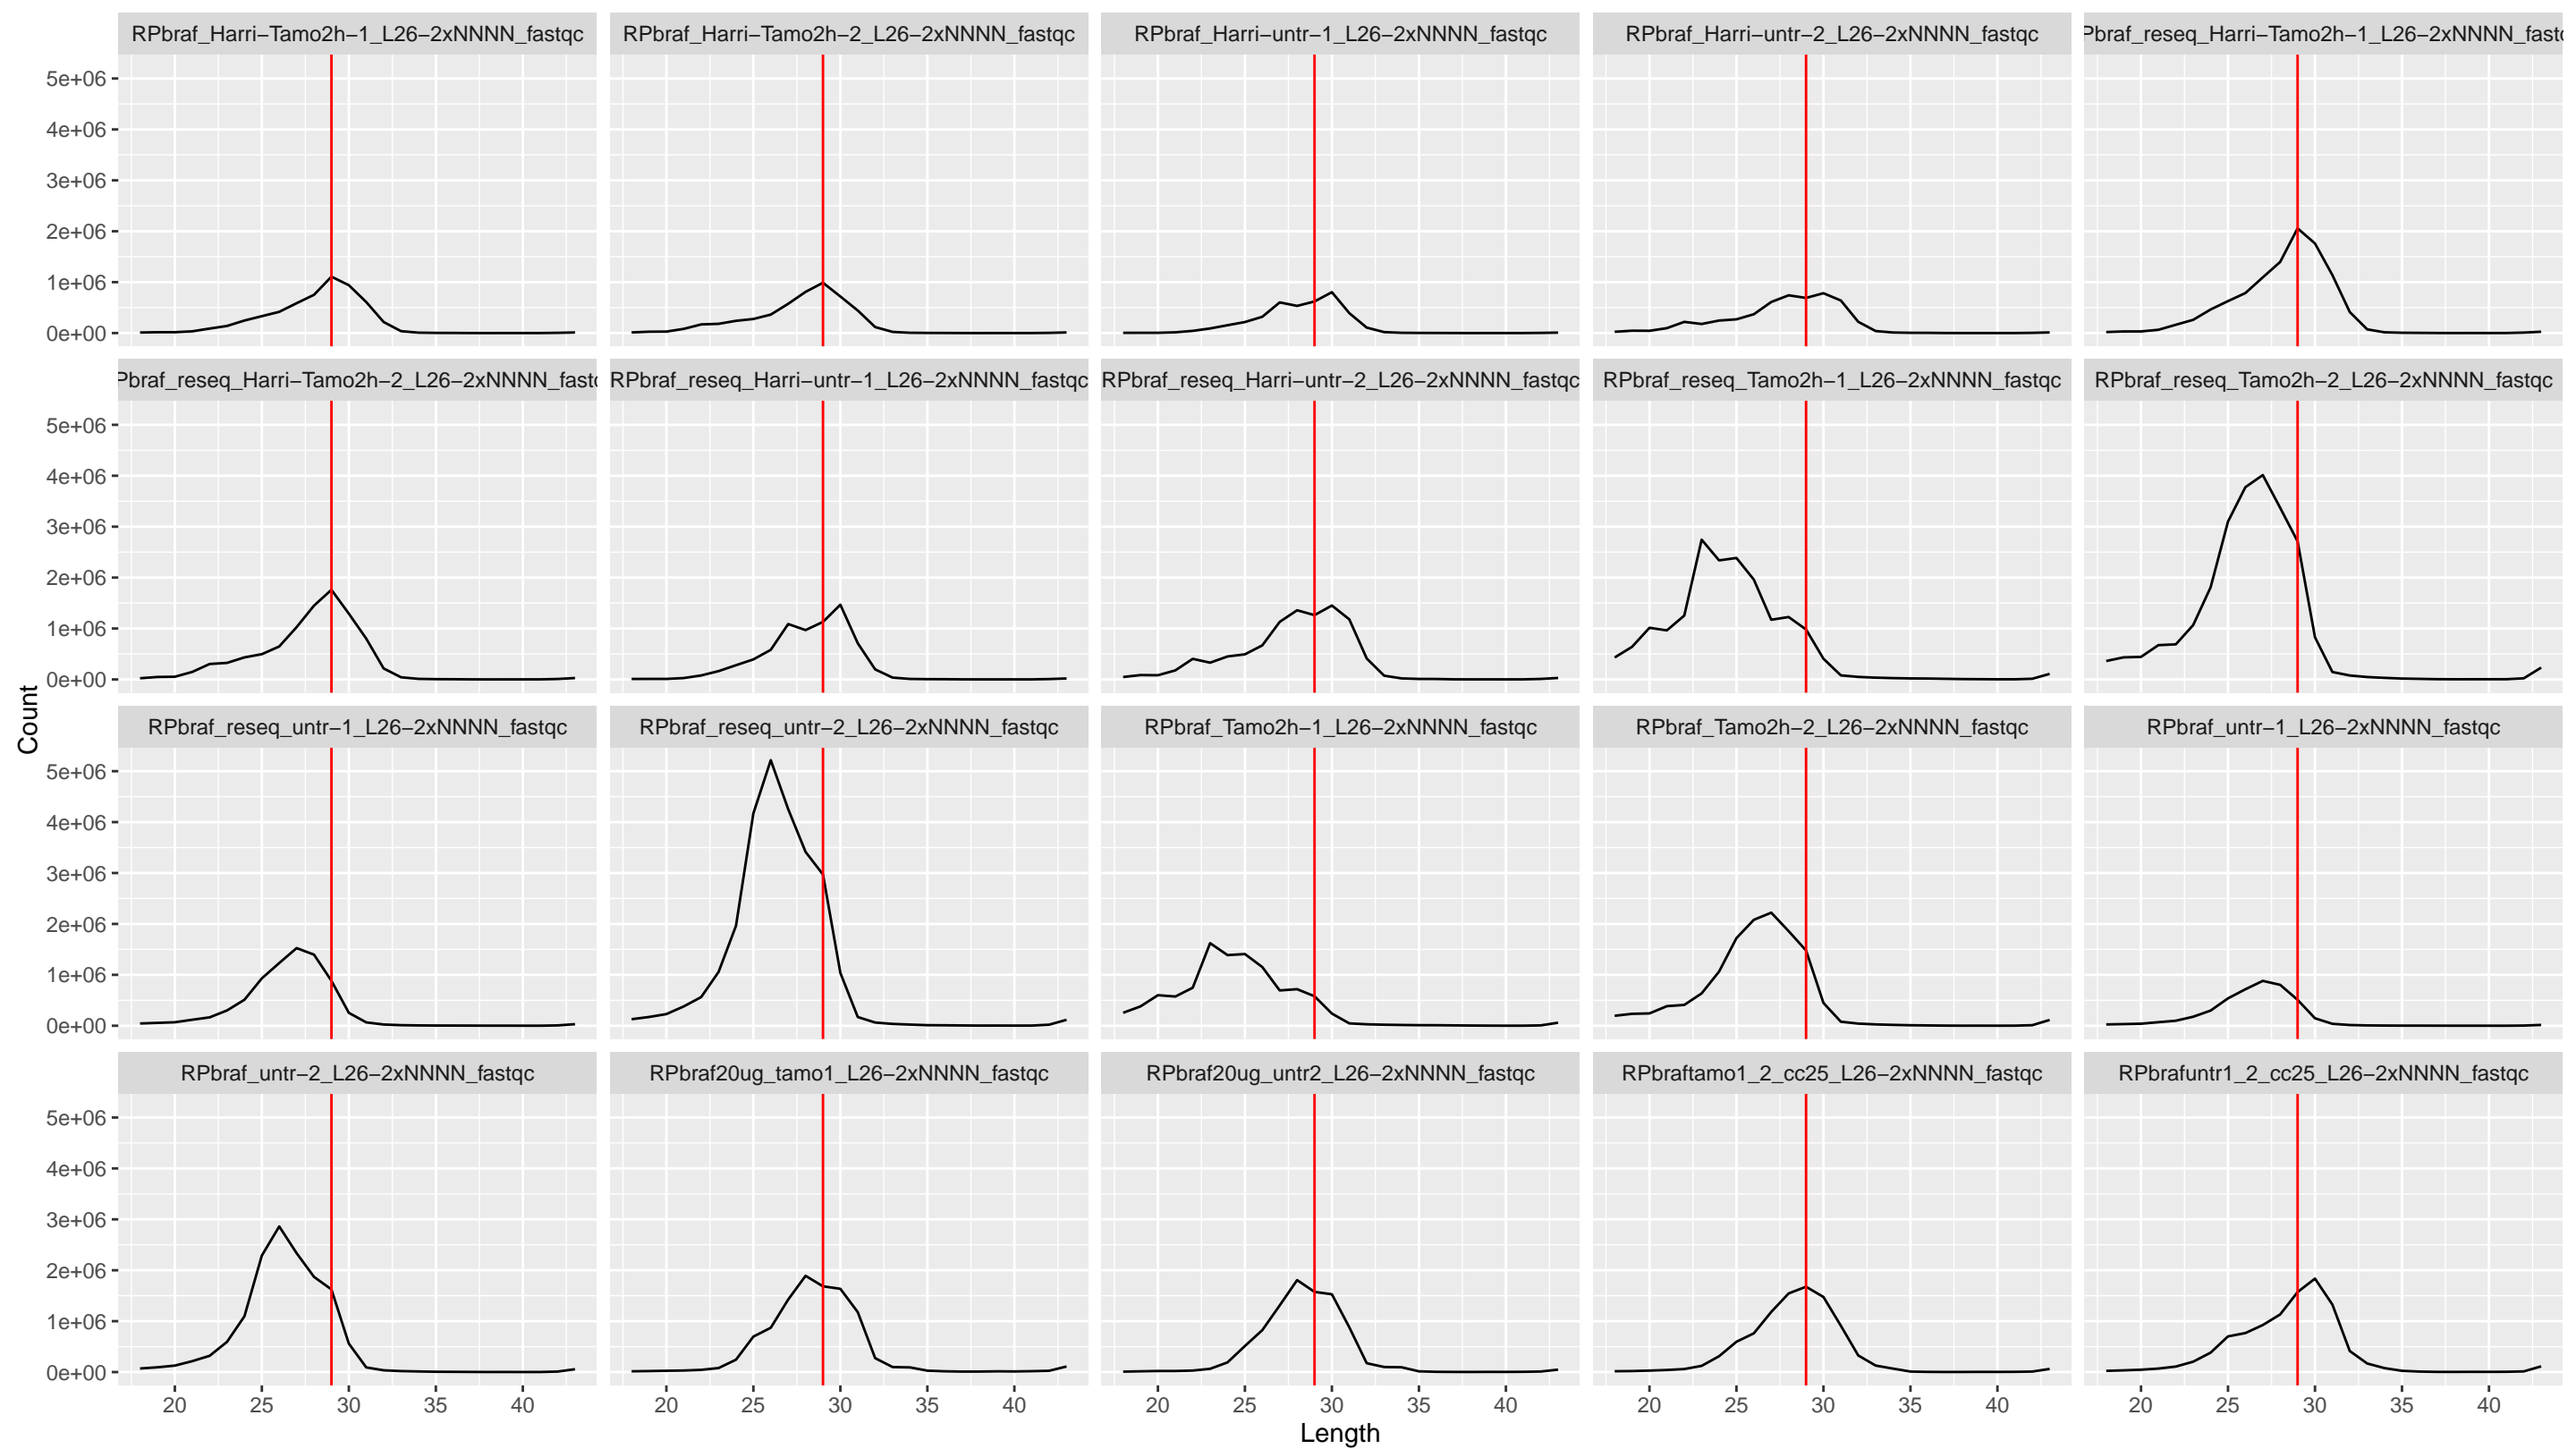 RPbraf_Harri−Tamo2h−1_L26−2xNNNN_fastqc
RPbraf_Harri−Tamo2h−2_L26−2xNNNN_fastqc
RPbraf_Harri−untr−1_L26−2xNNNN_fastqc
RPbraf_Harri−untr−2_L26−2xNNNN_fastqc
Pbraf_reseq_Harri−Tamo2h−1_L26−2xNNNN_fastq
5e+06
4e+06
3e+06
2e+06
1e+06
0e+00
Pbraf_reseq_Harri−Tamo2h−2_L26−2xNNNN_fastq
RPbraf_reseq_Harri−untr−1_L26−2xNNNN_fastqc
RPbraf_reseq_Harri−untr−2_L26−2xNNNN_fastqc
RPbraf_reseq_Tamo2h−1_L26−2xNNNN_fastqc
RPbraf_reseq_Tamo2h−2_L26−2xNNNN_fastqc
5e+06
4e+06
3e+06
2e+06
1e+06
0e+00
Count
RPbraf_reseq_untr−1_L26−2xNNNN_fastqc
RPbraf_reseq_untr−2_L26−2xNNNN_fastqc
RPbraf_Tamo2h−1_L26−2xNNNN_fastqc
RPbraf_Tamo2h−2_L26−2xNNNN_fastqc
RPbraf_untr−1_L26−2xNNNN_fastqc
5e+06
4e+06
3e+06
2e+06
1e+06
0e+00
RPbraf_untr−2_L26−2xNNNN_fastqc
RPbraf20ug_tamo1_L26−2xNNNN_fastqc
RPbraf20ug_untr2_L26−2xNNNN_fastqc
RPbraftamo1_2_cc25_L26−2xNNNN_fastqc
RPbrafuntr1_2_cc25_L26−2xNNNN_fastqc
5e+06
4e+06
3e+06
2e+06
1e+06
0e+00
20 25 30 35 40
20 25 30 35 40
20 25 30 35 40
20 25 30 35 40
20 25 30 35 40
Length